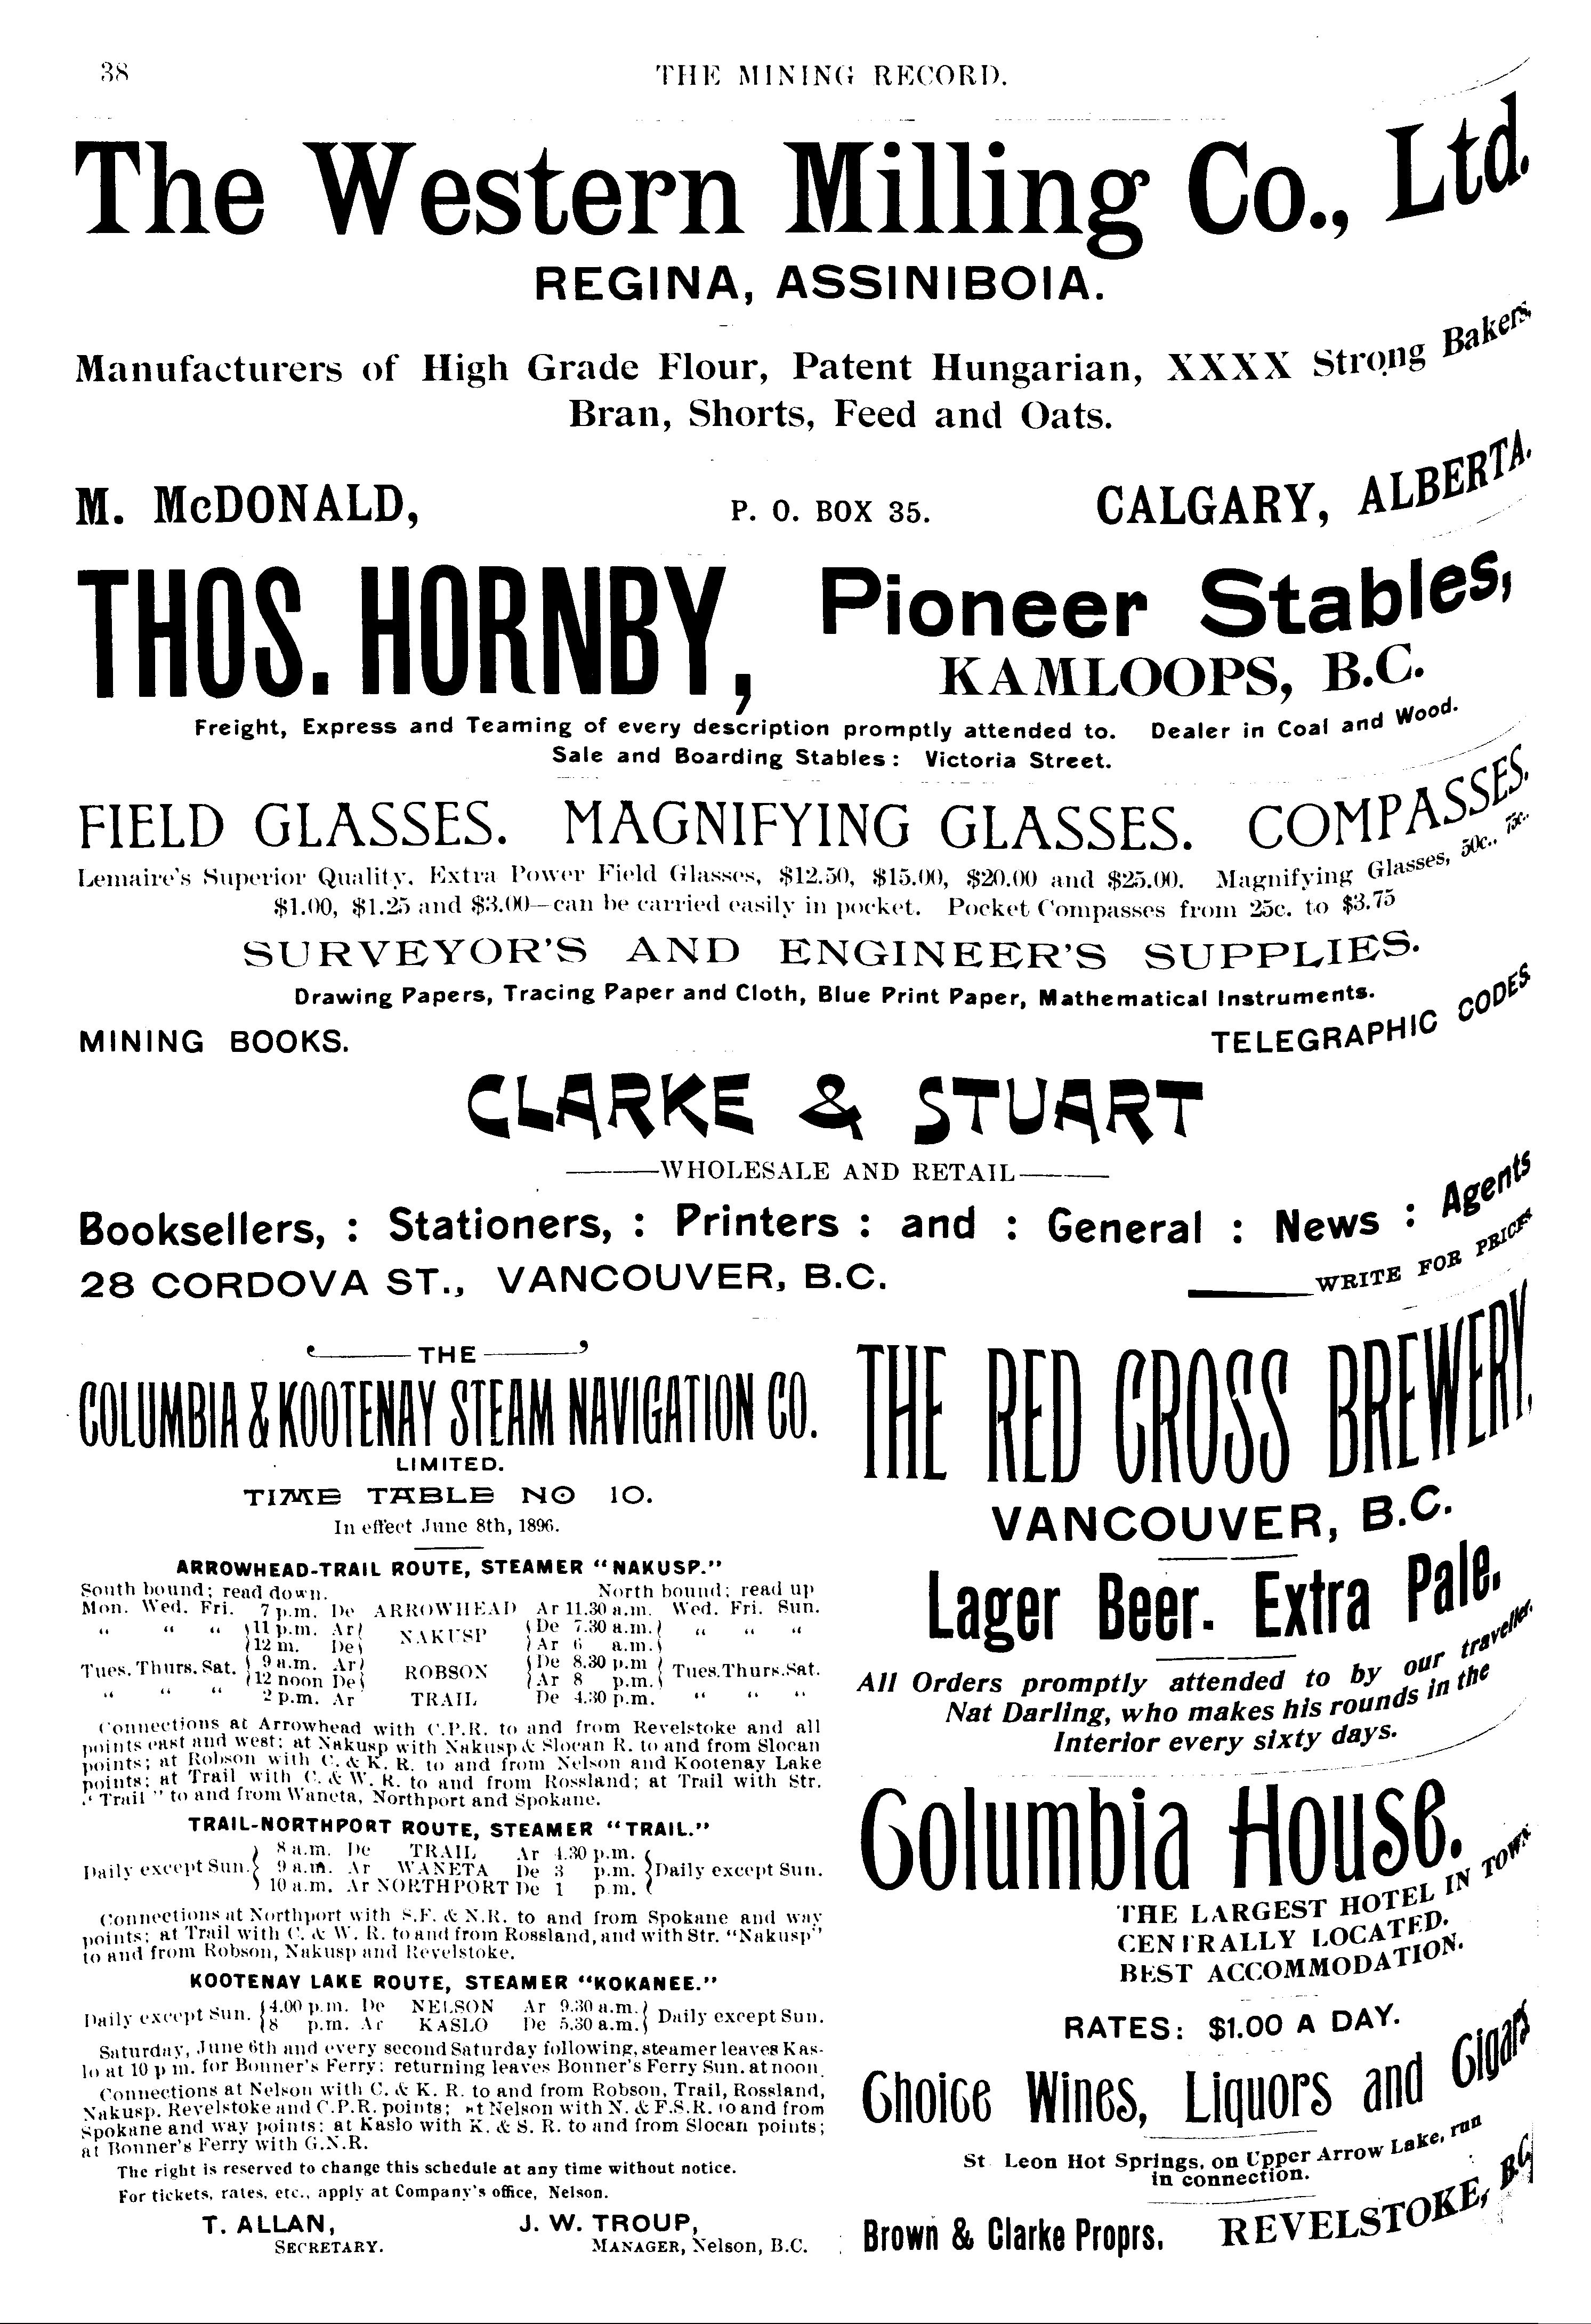 38
THE MINING RECORD.
The Western Milling Co., Ltd.
REGINA, ASSINIBOIA.
Manufacturers of High Grade Flour, Patent Hungarian, XXXX Strong Bakers,
Bran, Shorts, Feed and Oats.
M. McDONALD, P. O. BOX 35. CALGARY, ALBERTA.
THOS. HORNBY, Pioneer Stables,
KAMLOOPS, B.C.
Freight, Express and Teaming of every description promptly attended to. Dealer in Coal and Wood.
Sale and Boarding Stables: Victoria Street.
FIELD GLASSES. MAGNIFYING GLASSES. COMPASSES.
Lemaire's Superior Quality, Extra Power Field Glasses, $12.50, $15.00, $20.00 and $25.00. Magnifying Glasses, 50c., 75c.,
$1.00, $1.25 and $3.00—can be carried easily in pocket. Pocket Compasses from 25c. to $3.75
SURVEYOR'S AND ENGINEER'S SUPPLIES.
Drawing Papers, Tracing Paper and Cloth, Blue Print Paper, Mathematical Instruments.
MINING BOOKS. TELEGRAPHIC CODES
CLARKE & STUART
WHOLESALE AND RETAIL
Booksellers, : Stationers, : Printers : and : General : News : Agents
28 CORDOVA ST., VANCOUVER, B.C. WRITE FOR PRICES
THE
COLUMBIA & KOOTENAY STEAM NAVIGATION CO.
LIMITED.
TIME TABLE NO 10.
In effect June 8th, 1896.
ARROWHEAD-TRAIL ROUTE, STEAMER "NAKUSP."
South bound; read down. North bound; read up
Mon. Wed. Fri. 7 p.m. De ARROWHEAD Ar 11.30 a.m. Wed. Fri. Sun.
" " " 11 p.m. Ar NAKUSP De 7.30 a.m. " " "
12 m. De Ar 6 a.m.
Tues. Thurs. Sat. 9 a.m. Ar ROBSON De 8.30 p.m Tues. Thurs. Sat.
12 noon De Ar 8 p.m.
" " " 2 p.m. Ar TRAIL De 4.30 p.m. " " "
Connections at Arrowhead with C.P.R. to and from Revelstoke and all
points east and west; at Nakusp with Nakusp & Slocan R. to and from Slocan
points; at Robson with C. & K. R. to and from Nelson and Kootenay Lake
points; at Trail with C. & W. R. to and from Rossland; at Trail with Str.
"Trail" to and from Waneta, Northport and Spokane.
TRAIL-NORTHPORT ROUTE, STEAMER "TRAIL."
8 a.m. De TRAIL Ar 4.30 p.m.
Daily except Sun. 9 a.m. Ar WANETA De 3 p.m. Daily except Sun.
10 a.m. Ar NORTHPORT De 1 p m.
Connections at Northport with S.F. & N.R. to and from Spokane and way
points; at Trail with C. & W. R. to and from Rossland, and with Str. "Nakusp"
to and from Robson, Nakusp and Revelstoke.
KOOTENAY LAKE ROUTE, STEAMER "KOKANEE."
Daily except Sun. 4.00 p.m. De NELSON Ar 9.30 a.m. Daily except Sun.
8 p.m. Ar KASLO De 5.30 a.m.
Saturday, June 6th and every second Saturday following, steamer leaves Kas-
lo at 10 p m. for Bonner's Ferry; returning leaves Bonner's Ferry Sun. at noon.
Connections at Nelson with C. & K. R. to and from Robson, Trail, Rossland,
Nakusp, Revelstoke and C.P.R. points; at Nelson with N. & F.S.R. to and from
Spokane and way points; at Kaslo with K. & S. R. to and from Slocan points;
at Bonner's Ferry with G.N.R.
The right is reserved to change this schedule at any time without notice.
For tickets, rates, etc., apply at Company's office, Nelson.
T. ALLAN, J. W. TROUP,
SECRETARY. MANAGER, Nelson, B.C.
THE RED CROSS BREWERY,
VANCOUVER, B.C.
Lager Beer. Extra Pale.
All Orders promptly attended to by our traveller,
Nat Darling, who makes his rounds in the
Interior every sixty days.
Columbia House.
THE LARGEST HOTEL IN TOWN.
CENTRALLY LOCATED.
BEST ACCOMMODATION.
RATES: $1.00 A DAY.
Choice Wines, Liquors and Cigars
St Leon Hot Springs, on Upper Arrow Lake, run
in connection.
Brown & Clarke Proprs. REVELSTOKE, B.C.